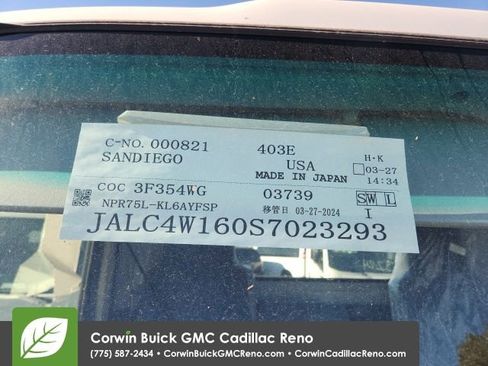 C-NO. 000821 403E H·K
SANDIEGO USA 03-27
MADE IN JAPAN 14:34
COC 3F354WG 03739 SW L
NPR75L-KL6AYFSP 移管日 03-27-2024 I
JALC4W160S7023293
Corwin Buick GMC Cadillac Reno
(775) 587-2434 • CorwinBuickGMCReno.com • CorwinCadillacReno.com